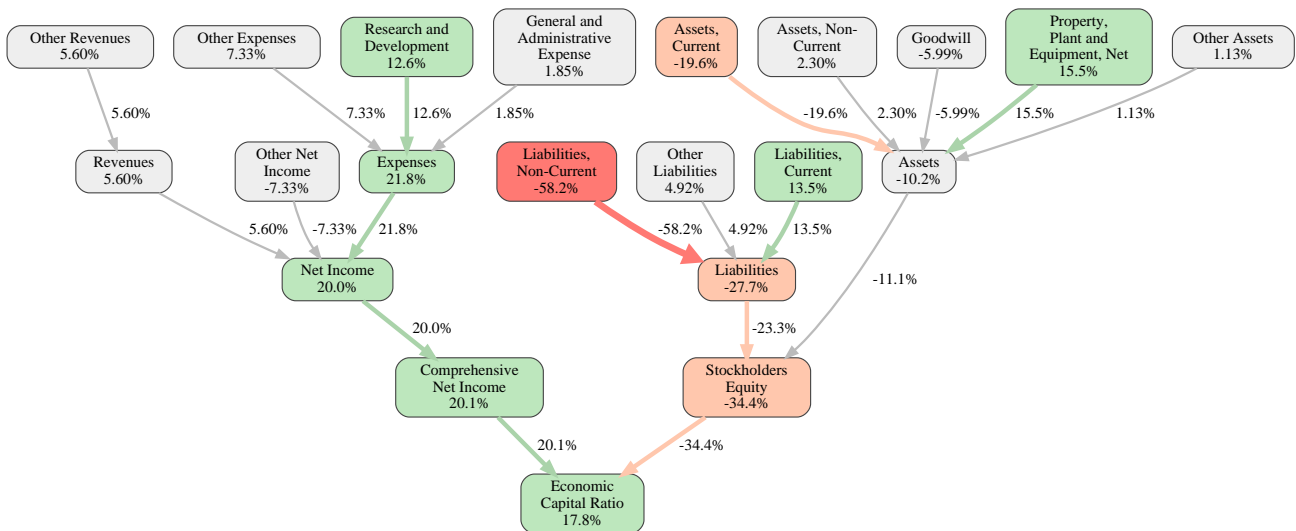 Other Revenues
5.60%
Other Expenses
7.33%
Research and
Development
12.6%
General and
Administrative
Expense
1.85%
Assets,
Current
-19.6%
Assets, Non-
Current
2.30%
Goodwill
-5.99%
Property,
Plant and
Equipment, Net
15.5%
Other Assets
1.13%
5.60%
7.33%
12.6%
1.85%
-19.6%
2.30%
-5.99%
15.5%
1.13%
Revenues
5.60%
Other Net
Income
-7.33%
Expenses
21.8%
Liabilities,
Non-Current
-58.2%
Other
Liabilities
4.92%
Liabilities,
Current
13.5%
Assets
-10.2%
5.60%
-7.33%
21.8%
-58.2%
4.92%
13.5%
-11.1%
Net Income
20.0%
Liabilities
-27.7%
20.0%
-23.3%
Comprehensive
Net Income
20.1%
Stockholders
Equity
-34.4%
20.1%
-34.4%
Economic
Capital Ratio
17.8%